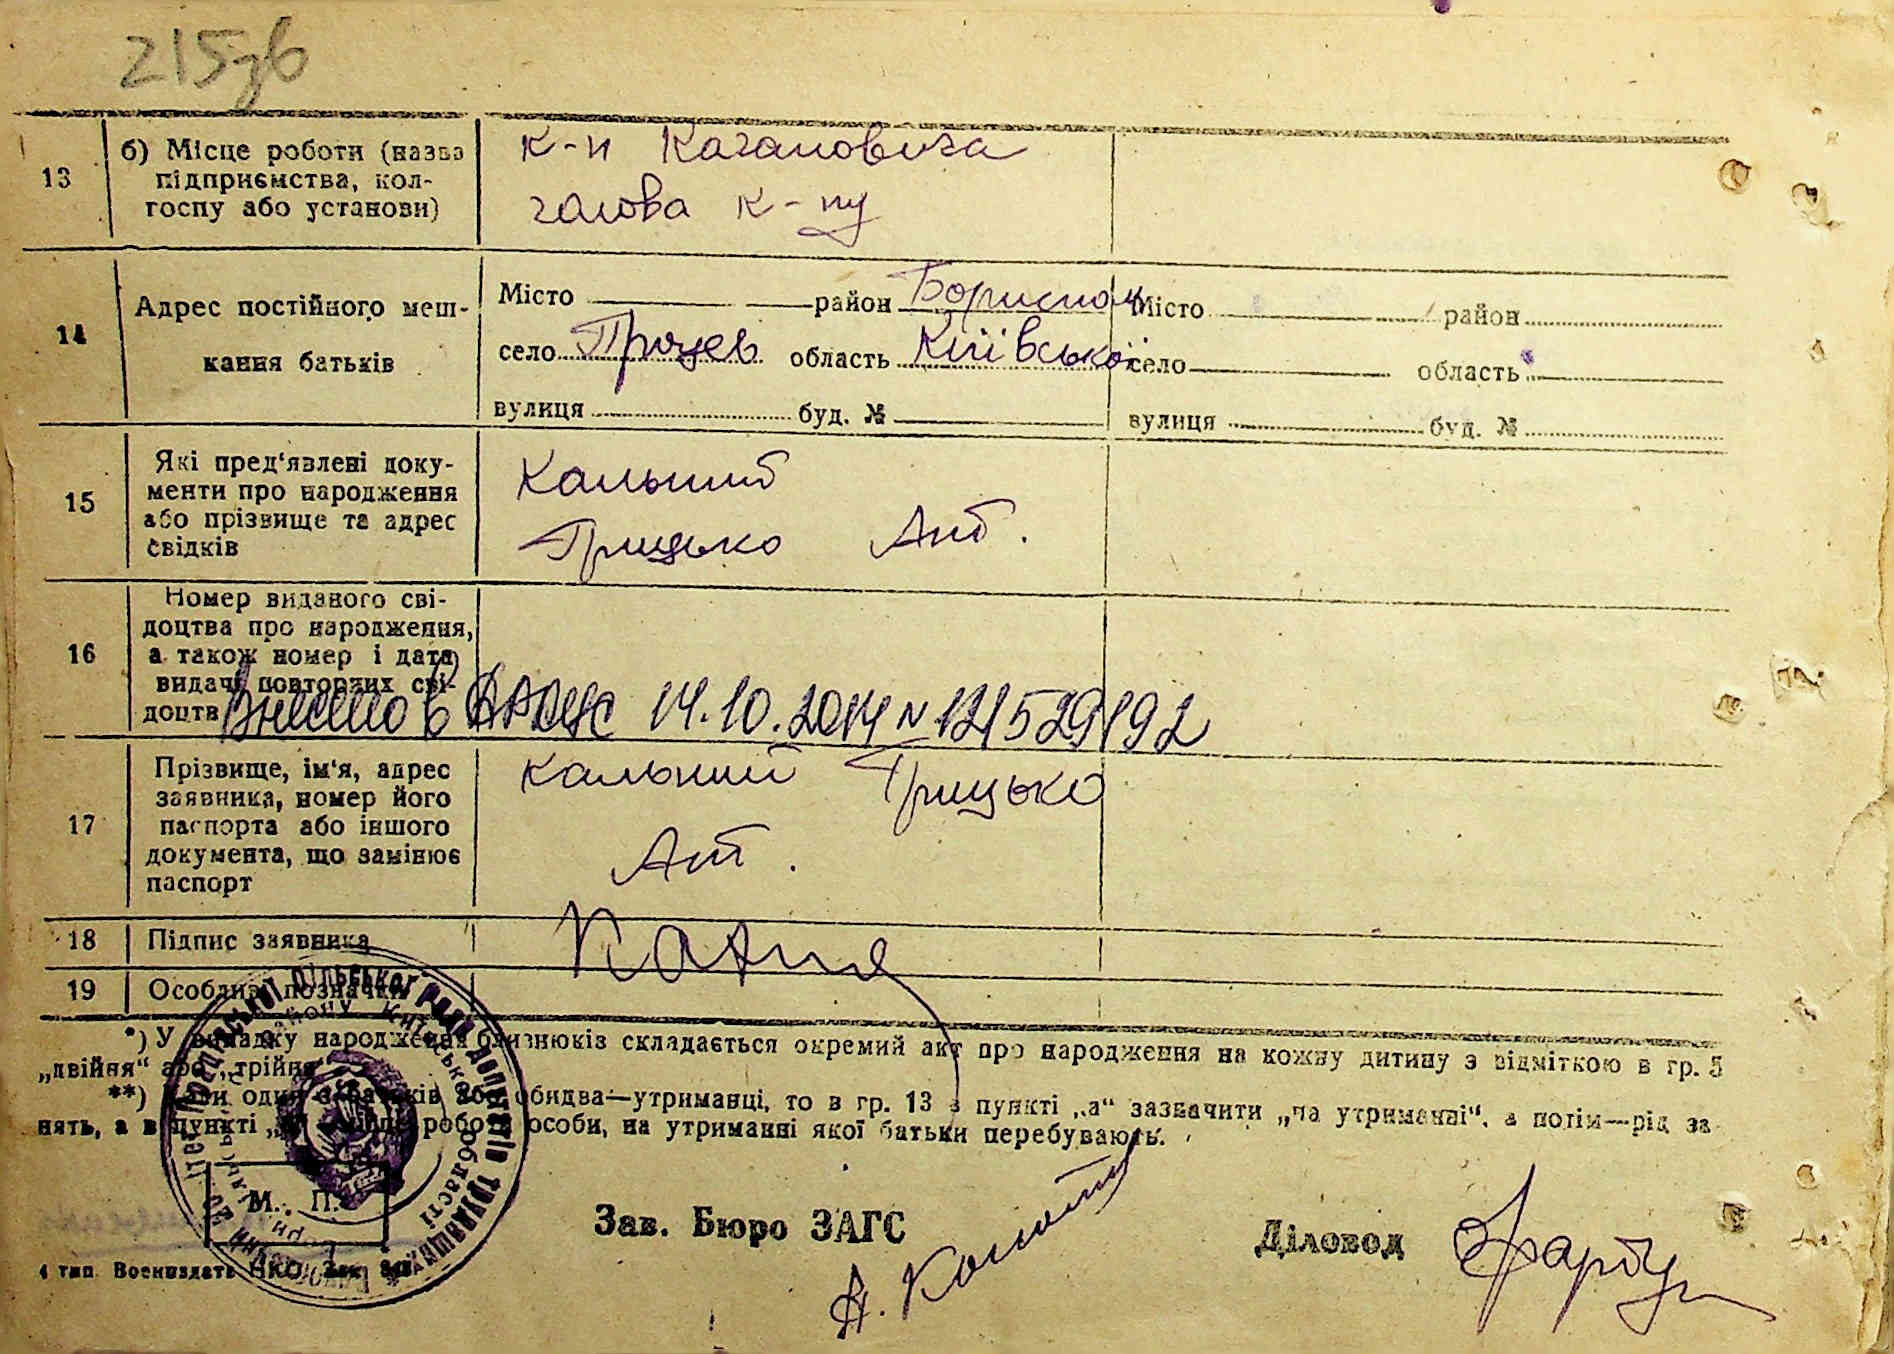 215зв
13
б) Місце роботи (назва
підприємства, кол-
госпу або установи)
к-п Кагановича
голова к-пу
14
Адрес постійного меш-
кання батьків
Місто район Бориспол
село Процев область Київської
вулиця буд. №
Місто район
село область
вулиця буд. №
15
Які пред'явлені доку-
менти про народження
або прізвище та адрес
свідків
Кальний
Грицько Ант.
16
Номер виданого сві-
доцтва про народження,
а також номер і дата
видачі повторних сві-
доцтв
Внесено в ДРАЦС 14.10.2014 N 121529192
17
Прізвище, ім'я, адрес
заявника, номер його
паспорта або іншого
документа, що замінює
паспорт
Кальний Грицько
Ант.
18
Підпис заявника
19
Особливі позначки
*) У випадку народження близнюків складається окремий акт про народження на кожну дитину з відміткою в гр. 5
„двійня“ або „трійня“
**) Коли один з батьків або обидва—утриманці, то в гр. 13 в пункті „а“ зазначити „на утриманні“, а потім—рід за-
нять, а в пункті „б“ місце роботи особи, на утриманні якої батьки перебувають.
М. П.
Зав. Бюро ЗАГС
Діловод
4 тип. Воениздата НКО. Зак.